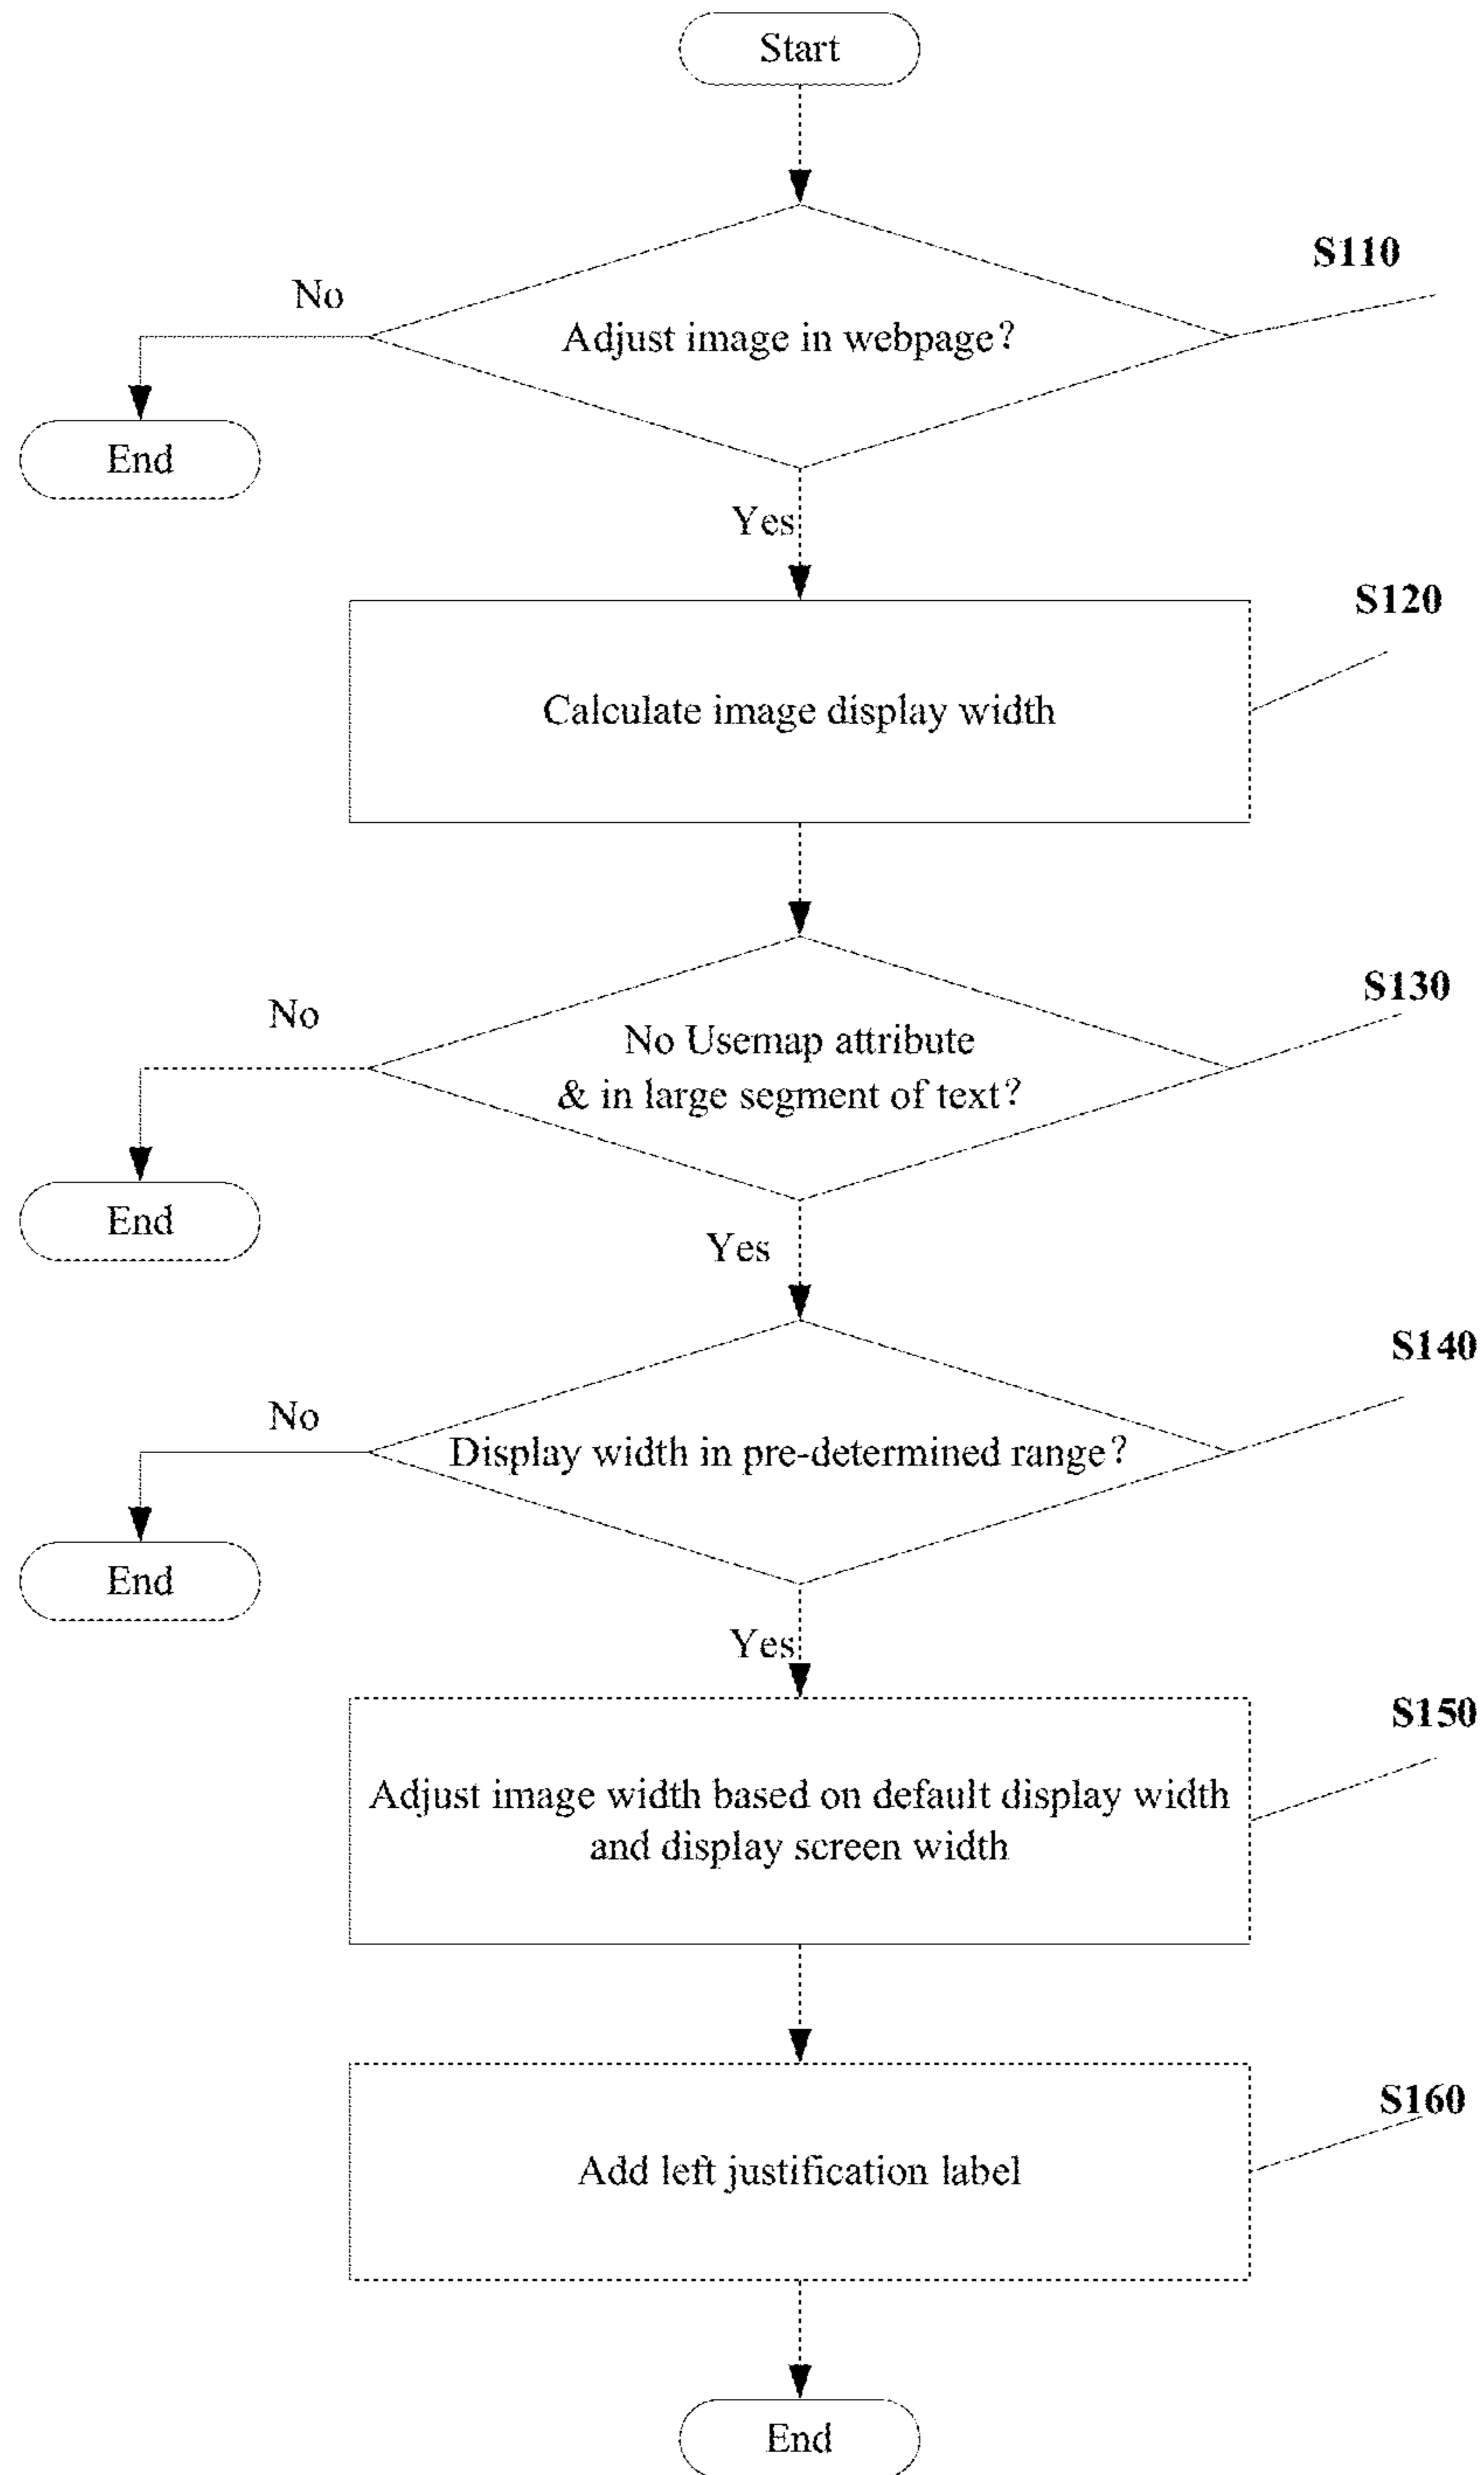 Start
S110
No
Adjust image in webpage?
End
Yes
S120
Calculate image display width
S130
No
No Usemap attribute
& in large segment of text?
End
Yes
S140
No
Display width in pre-determined range?
End
Yes
S150
Adjust image width based on default display width
and display screen width
S160
Add left justification label
End